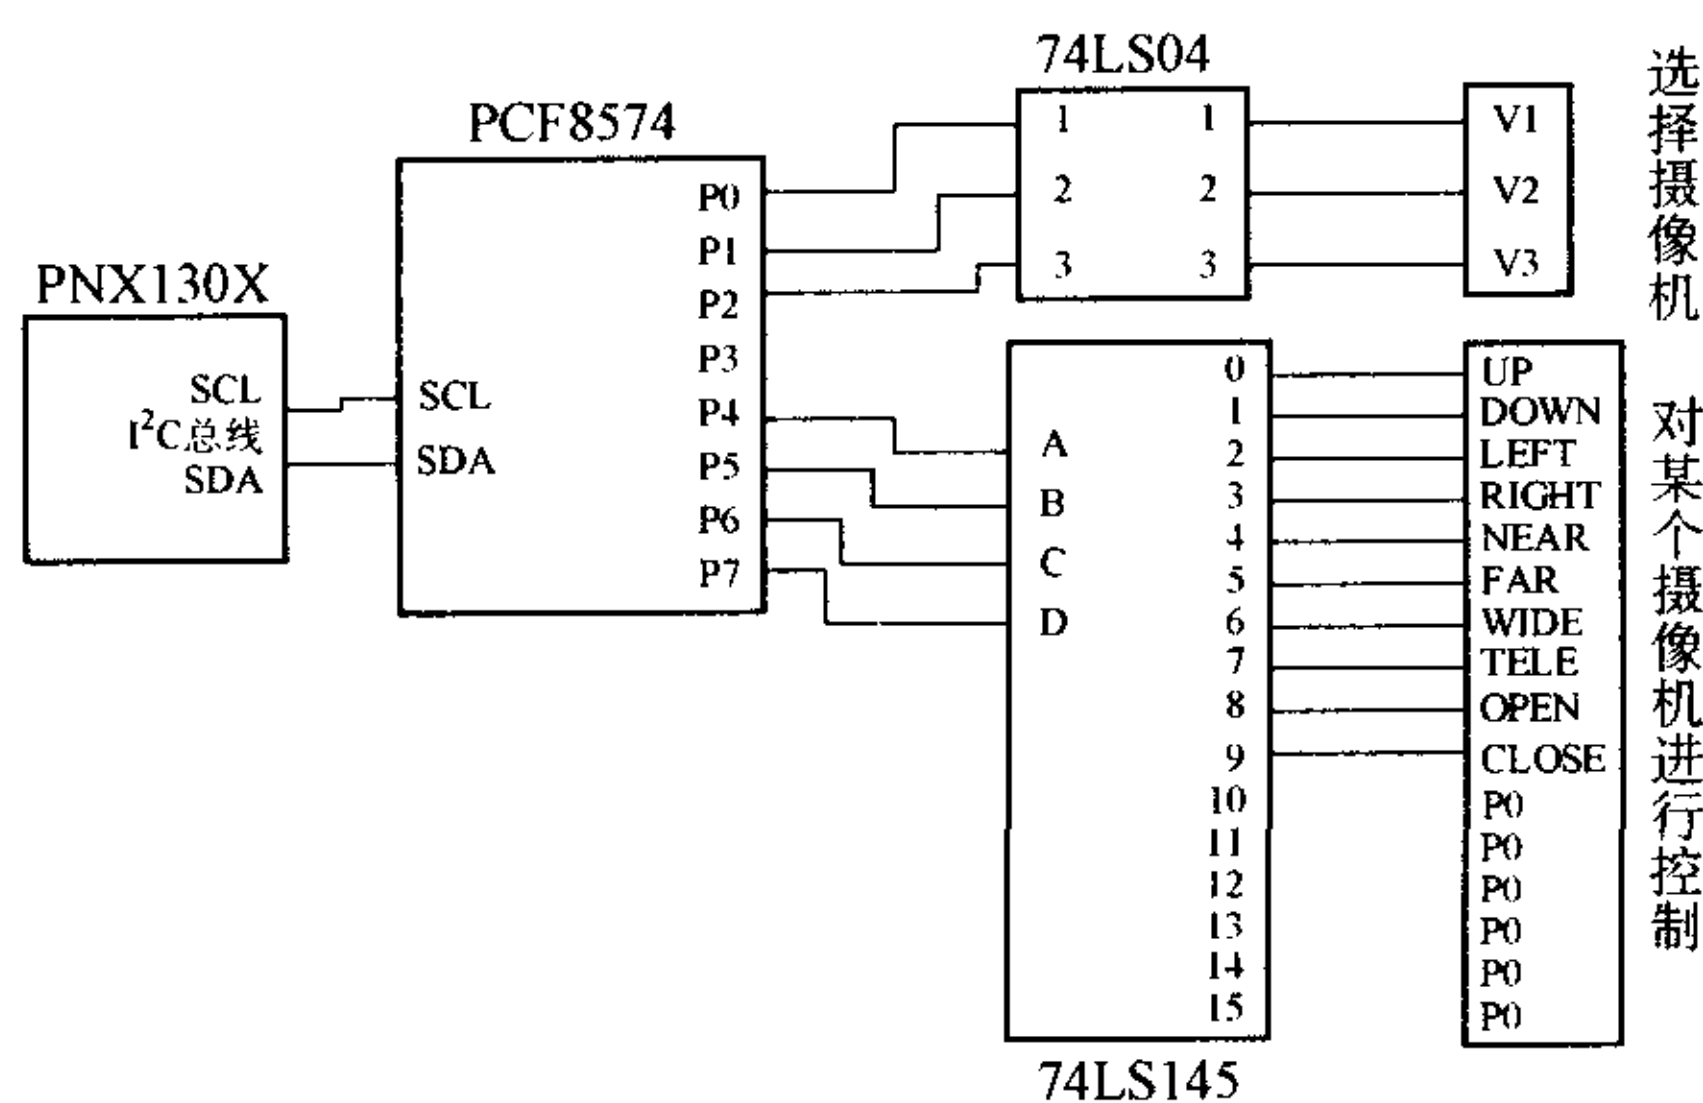 PNX130X
SCL
I²C总线
SDA
PCF8574
SCL
SDA
P0
P1
P2
P3
P4
P5
P6
P7
74LS04
1 1
2 2
3 3
V1
V2
V3
选择摄像机
A
B
C
D
0
1
2
3
4
5
6
7
8
9
10
11
12
13
14
15
74LS145
UP
DOWN
LEFT
RIGHT
NEAR
FAR
WIDE
TELE
OPEN
CLOSE
P0
P0
P0
P0
P0
P0
对某个摄像机进行控制